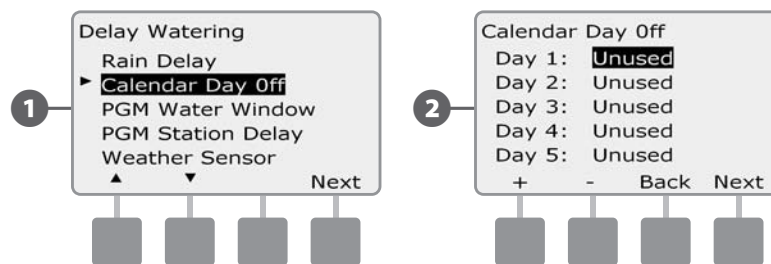 1
Delay Watering
Rain Delay
► Calendar Day Off
PGM Water Window
PGM Station Delay
Weather Sensor
▲ ▼ Next
2
Calendar Day Off
Day 1: Unused
Day 2: Unused
Day 3: Unused
Day 4: Unused
Day 5: Unused
+ - Back Next